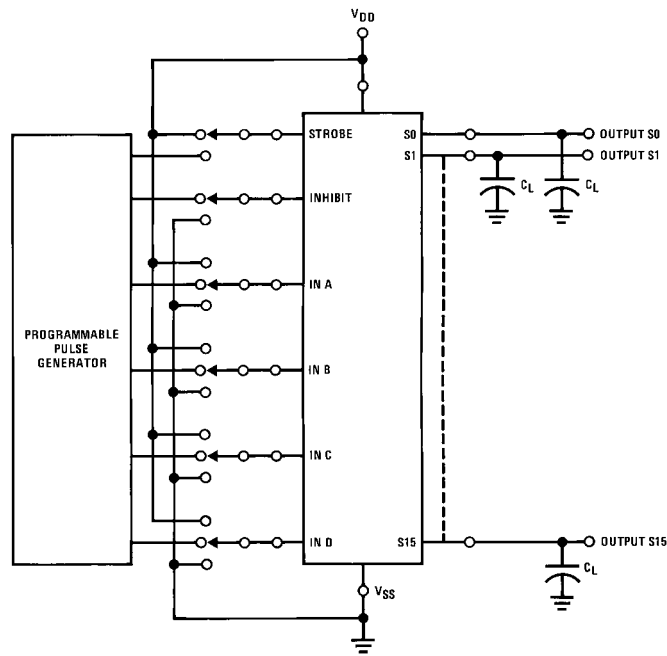 VDD
STROBE
S0
OUTPUT S0
S1
OUTPUT S1
INHIBIT
CL
CL
IN A
PROGRAMMABLE
PULSE
GENERATOR
IN B
IN C
IN D
S15
OUTPUT S15
CL
VSS